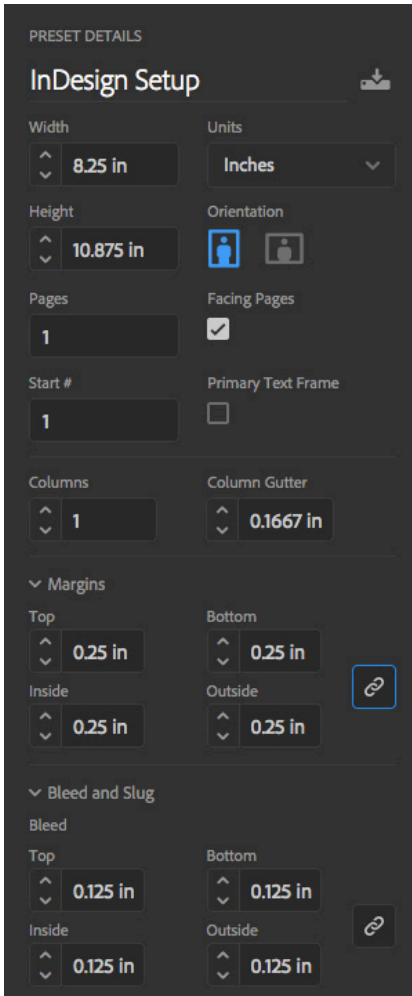 PRESET DETAILS
InDesign Setup
Width Units
8.25 in Inches
Height Orientation
10.875 in
Pages Facing Pages
1
Start # Primary Text Frame
1
Columns Column Gutter
1 0.1667 in
Margins
Top Bottom
0.25 in 0.25 in
Inside Outside
0.25 in 0.25 in
Bleed and Slug
Bleed
Top Bottom
0.125 in 0.125 in
Inside Outside
0.125 in 0.125 in